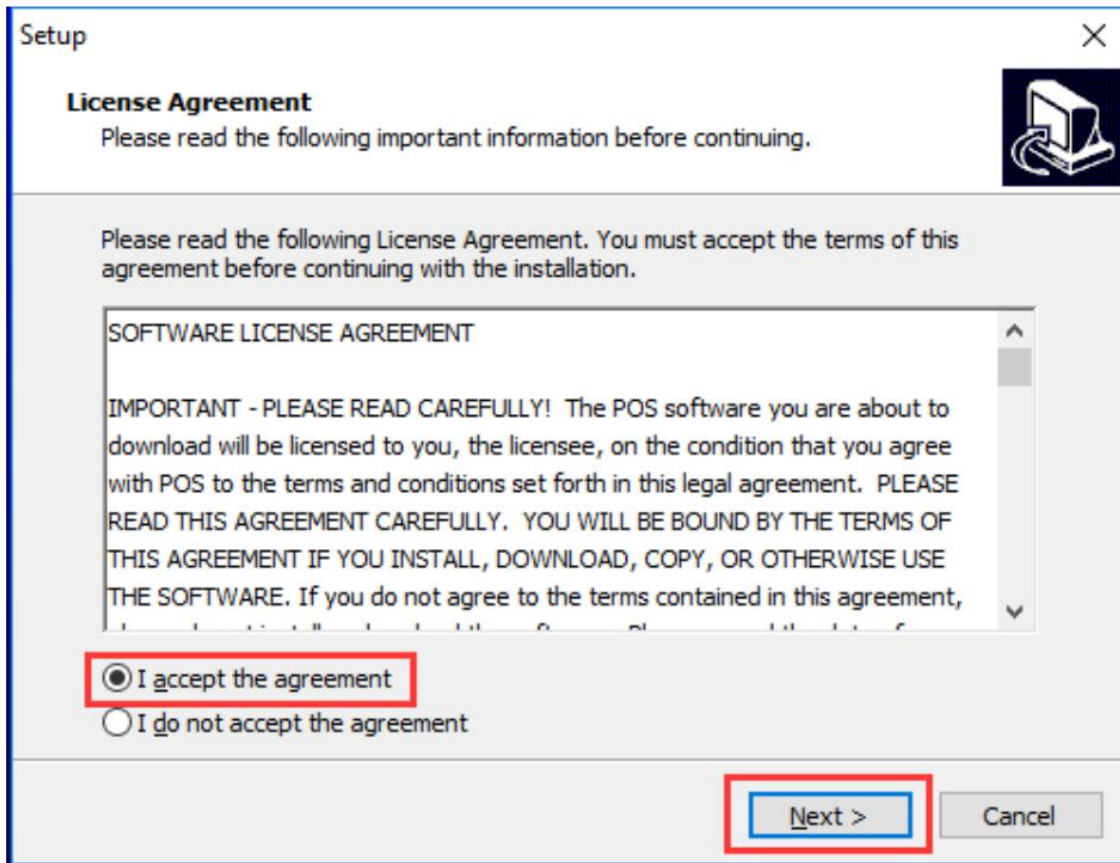 Setup
License Agreement
Please read the following important information before continuing.
Please read the following License Agreement. You must accept the terms of this
agreement before continuing with the installation.
SOFTWARE LICENSE AGREEMENT
IMPORTANT - PLEASE READ CAREFULLY!  The POS software you are about to
download will be licensed to you, the licensee, on the condition that you agree
with POS to the terms and conditions set forth in this legal agreement.  PLEASE
READ THIS AGREEMENT CAREFULLY.  YOU WILL BE BOUND BY THE TERMS OF
THIS AGREEMENT IF YOU INSTALL, DOWNLOAD, COPY, OR OTHERWISE USE
THE SOFTWARE. If you do not agree to the terms contained in this agreement,
I accept the agreement
I do not accept the agreement
Next >
Cancel